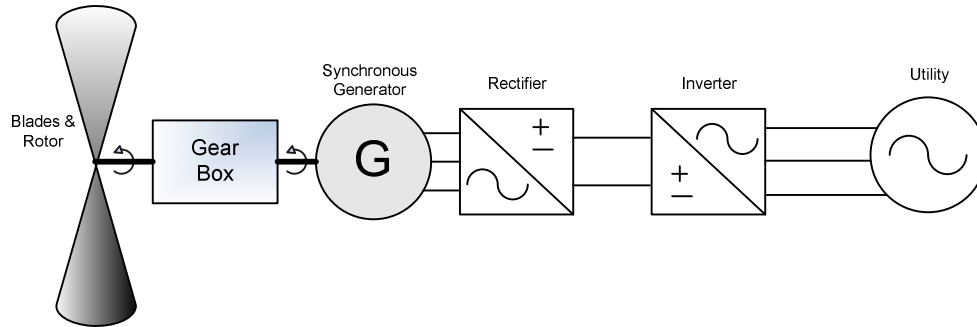 Blades &
Rotor
Gear
Box
Synchronous
Generator
G
Rectifier
+
−
Inverter
+
−
Utility